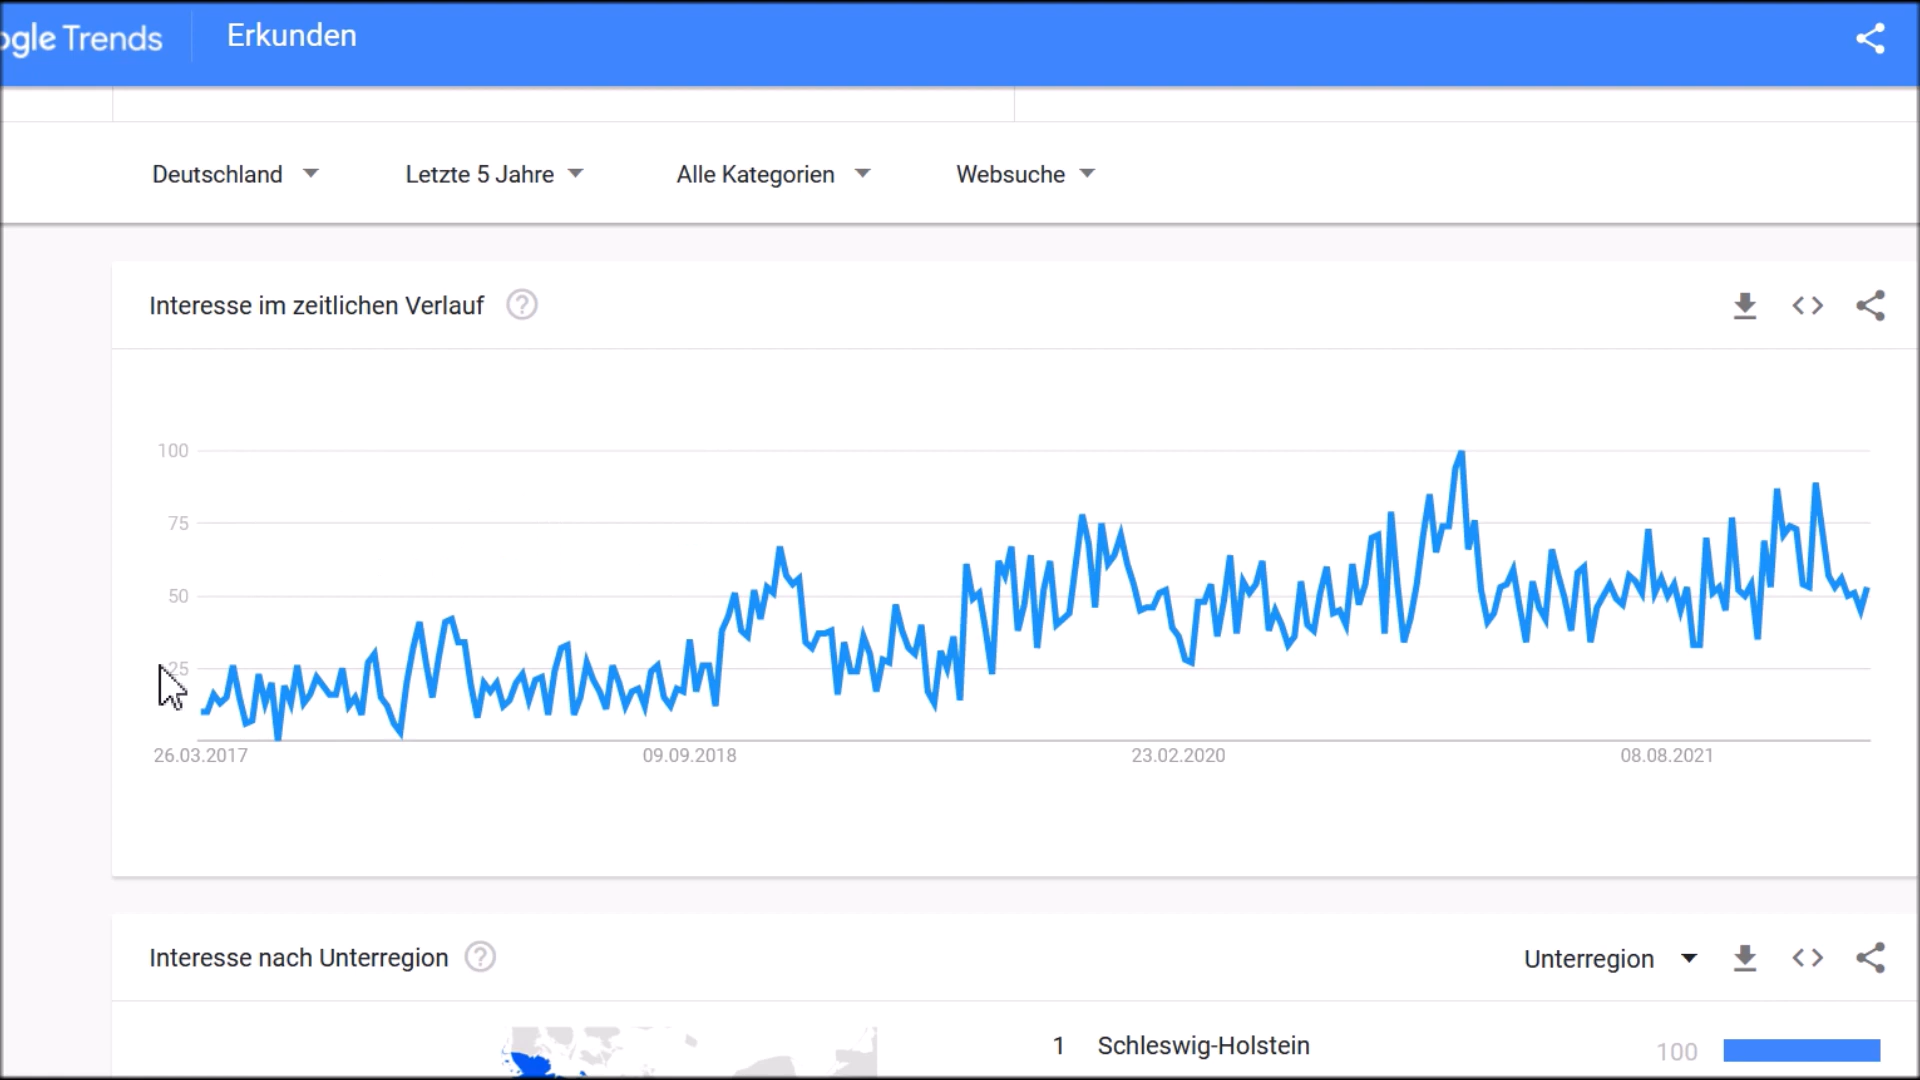 ogle Trends
Erkunden
Deutschland
Letzte 5 Jahre
Alle Kategorien
Websuche
Interesse im zeitlichen Verlauf
100
75
50
25
26.03.2017
09.09.2018
23.02.2020
08.08.2021
Interesse nach Unterregion
Unterregion
1 Schleswig-Holstein 100